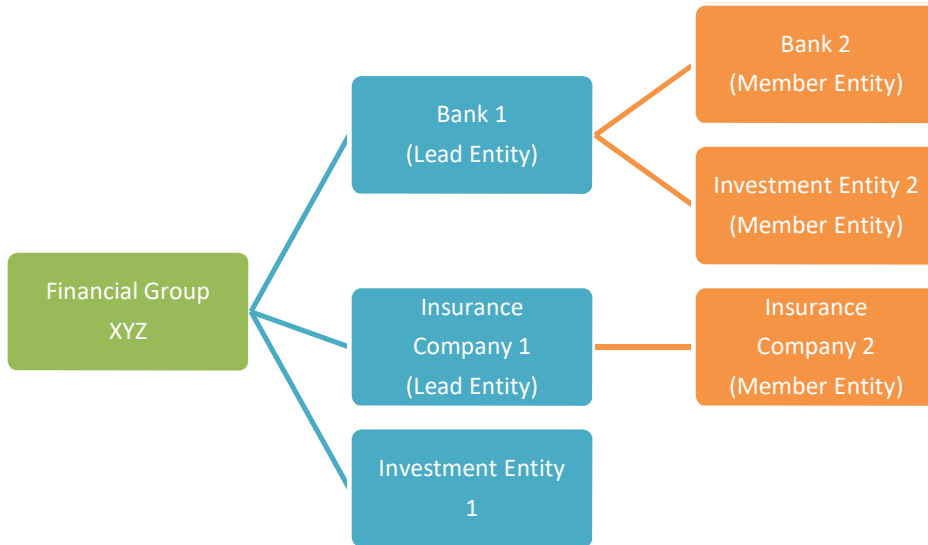 Financial Group
XYZ
Bank 1
(Lead Entity)
Bank 2
(Member Entity)
Investment Entity 2
(Member Entity)
Insurance
Company 1
(Lead Entity)
Insurance
Company 2
(Member Entity)
Investment Entity
1